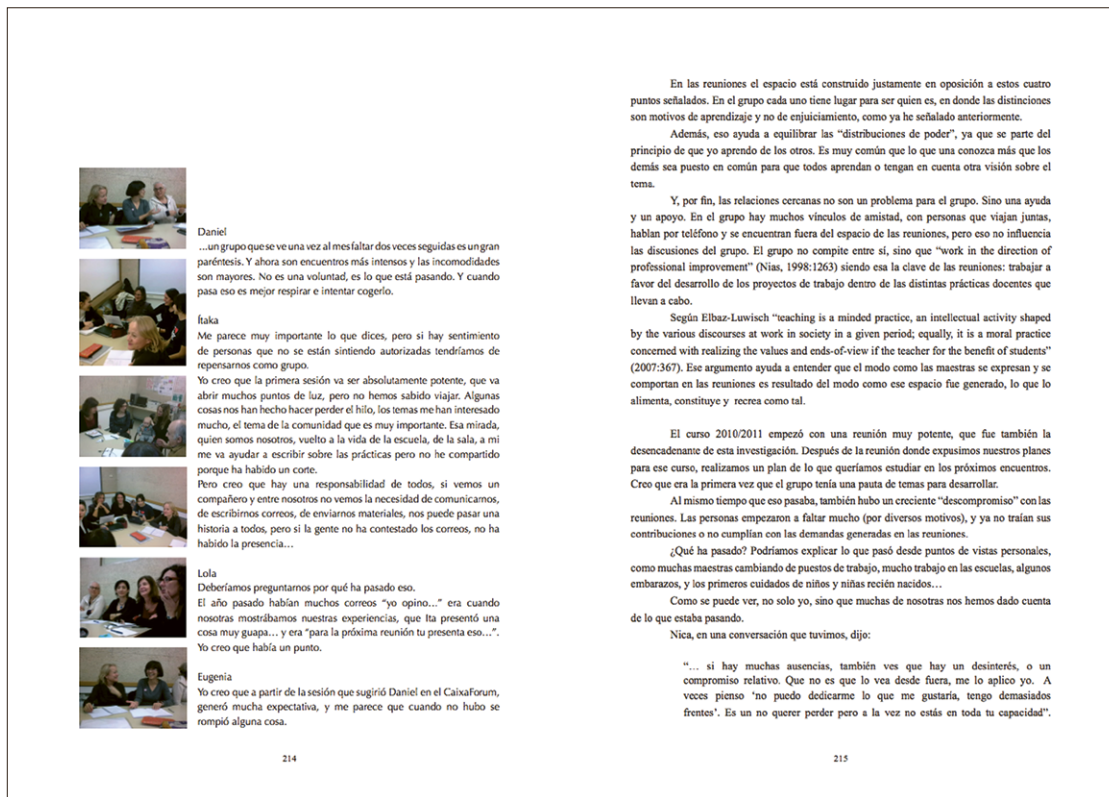 Daniel
...un grupo que se ve una vez al mes faltar dos veces seguidas es un gran
paréntesis. Y ahora son encuentros más intensos y las incomodidades
son mayores. No es una voluntad, es lo que está pasando. Y cuando
pasa eso es mejor respirar e intentar cogerlo.
Ítaka
Me parece muy importante lo que dices, pero si hay sentimiento
de personas que no se están sintiendo autorizadas tendríamos de
repensarnos como grupo.
Yo creo que la primera sesión va ser absolutamente potente, que va
abrir muchos puntos de luz, pero no hemos sabido viajar. Algunas
cosas nos han hecho hacer perder el hilo, los temas me han interesado
mucho, el tema de la comunidad que es muy importante. Esa mirada,
quien somos nosotros, vuelto a la vida de la escuela, de la sala, a mi
me va ayudar a escribir sobre las prácticas pero no he compartido
porque ha habido un corte.
Pero creo que hay una responsabilidad de todos, si vemos un
compañero y entre nosotros no vemos la necesidad de comunicarnos,
de escribirnos correos, de enviarnos materiales, nos puede pasar una
historia a todos, pero si la gente no ha contestado los correos, no ha
habido la presencia...
Lola
Deberíamos preguntarnos por qué ha pasado eso.
El año pasado habían muchos correos “yo opino...” era cuando
nosotras mostrábamos nuestras experiencias, que Ita presentó una
cosa muy guapa... y era “para la próxima reunión tu presenta eso...”.
Yo creo que había un punto.
Eugenia
Yo creo que a partir de la sesión que sugirió Daniel en el CaixaForum,
generó mucha expectativa, y me parece que cuando no hubo se
rompió alguna cosa.
214
En las reuniones el espacio está construido justamente en oposición a estos cuatro
puntos señalados. En el grupo cada uno tiene lugar para ser quien es, en donde las distinciones
son motivos de aprendizaje y no de enjuiciamiento, como ya he señalado anteriormente.
Además, eso ayuda a equilibrar las “distribuciones de poder”, ya que se parte del
principio de que yo aprendo de los otros. Es muy común que lo que una conozca más que los
demás sea puesto en común para que todos aprendan o tengan en cuenta otra visión sobre el
tema.
Y, por fin, las relaciones cercanas no son un problema para el grupo. Sino una ayuda
y un apoyo. En el grupo hay muchos vínculos de amistad, con personas que viajan juntas,
hablan por teléfono y se encuentran fuera del espacio de las reuniones, pero eso no influencia
las discusiones del grupo. El grupo no compite entre sí, sino que “work in the direction of
professional improvement” (Nias, 1998:1263) siendo esa la clave de las reuniones: trabajar a
favor del desarrollo de los proyectos de trabajo dentro de las distintas prácticas docentes que
llevan a cabo.
Según Elbaz-Luwisch “teaching is a minded practice, an intellectual activity shaped
by the various discourses at work in society in a given period; equally, it is a moral practice
concerned with realizing the values and ends-of-view if the teacher for the benefit of students”
(2007:367). Ese argumento ayuda a entender que el modo como las maestras se expresan y se
comportan en las reuniones es resultado del modo como ese espacio fue generado, lo que lo
alimenta, constituye y recrea como tal.
El curso 2010/2011 empezó con una reunión muy potente, que fue también la
desencadenante de esta investigación. Después de la reunión donde expusimos nuestros planes
para ese curso, realizamos un plan de lo que queríamos estudiar en los próximos encuentros.
Creo que era la primera vez que el grupo tenía una pauta de temas para desarrollar.
Al mismo tiempo que eso pasaba, también hubo un creciente “descompromiso” con las
reuniones. Las personas empezaron a faltar mucho (por diversos motivos), y ya no traían sus
contribuciones o no cumplían con las demandas generadas en las reuniones.
¿Qué ha pasado? Podríamos explicar lo que pasó desde puntos de vistas personales,
como muchas maestras cambiando de puestos de trabajo, mucho trabajo en las escuelas, algunos
embarazos, y los primeros cuidados de niños y niñas recién nacidos...
Como se puede ver, no solo yo, sino que muchas de nosotras nos hemos dado cuenta
de lo que estaba pasando.
Nica, en una conversación que tuvimos, dijo:
“... si hay muchas ausencias, también ves que hay un desinterés, o un
compromiso relativo. Que no es que lo vea desde fuera, me lo aplico yo. A
veces pienso ‘no puedo dedicarme lo que me gustaría, tengo demasiados
frentes’. Es un no querer perder pero a la vez no estás en toda tu capacidad”.
215